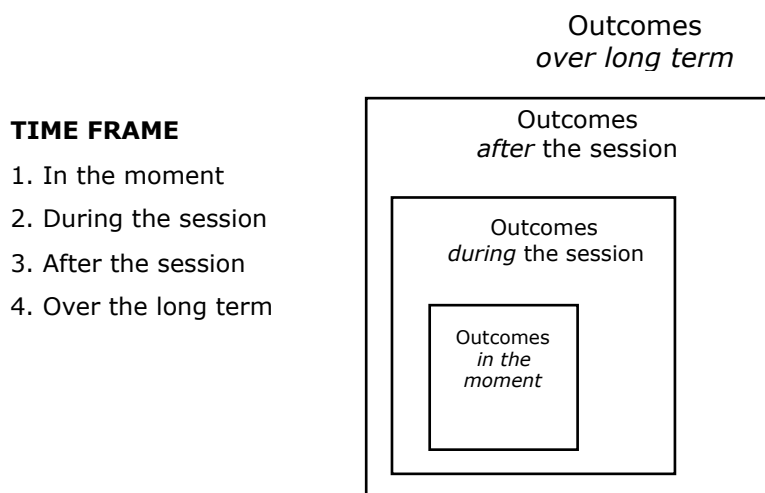 Outcomes
over long term
TIME FRAME
1. In the moment
2. During the session
3. After the session
4. Over the long term
Outcomes
after the session
Outcomes
during the session
Outcomes
in the
moment